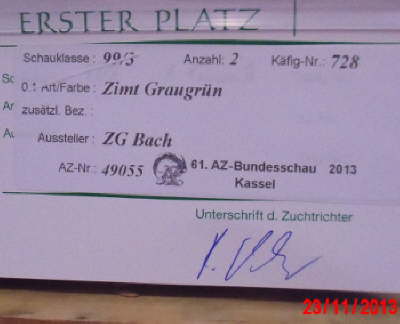 ERSTER PLATZ
Schauklasse : 99/3 Anzahl: 2 Käfig-Nr.: 728
0.1 Art/Farbe : Zimt Graugrün
zusätzl. Bez. :
Aussteller : ZG Bach
AZ-Nr.: 49055 61. AZ-Bundesschau 2013
Kassel
Unterschrift d. Zuchtrichter
23/11/2013